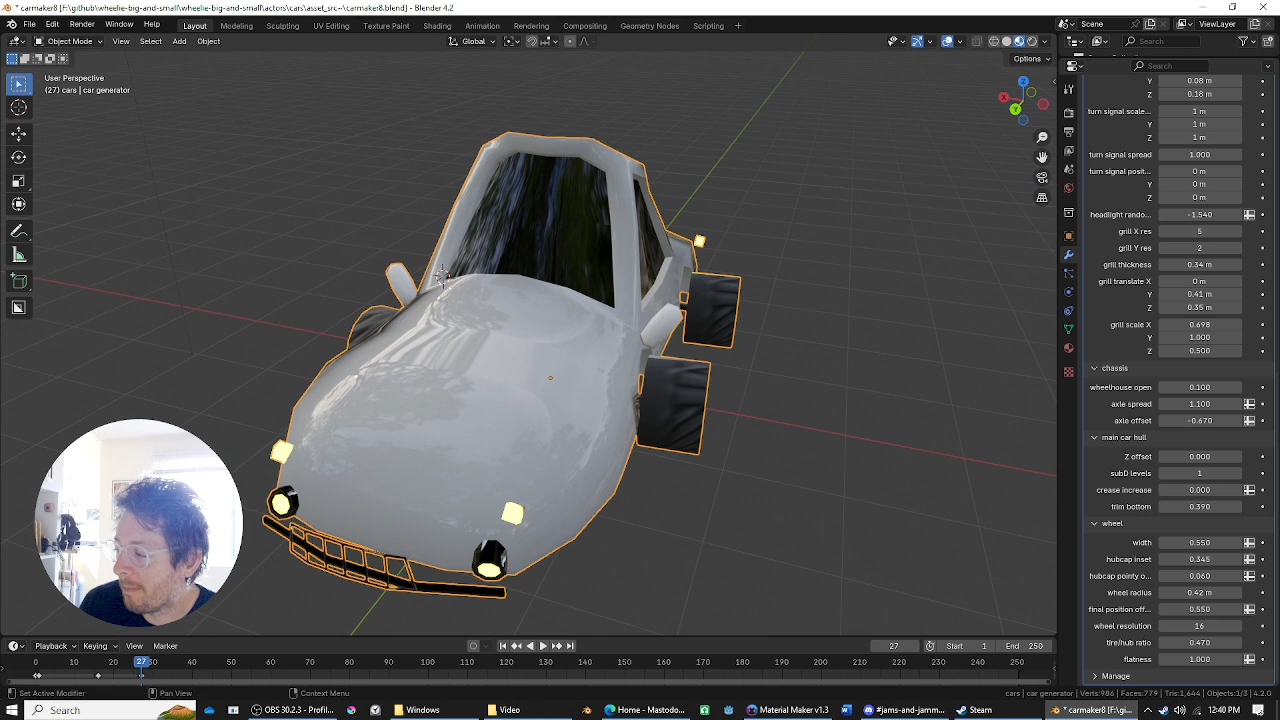 * carmaker8 [F:\github\wheelie-big-and-small\wheelie-big-and-small\actors\cars\asset_src--\carmaker8.blend] - Blender 4.2
File Edit Render Window Help Layout Modeling Sculpting UV Editing Texture Paint Shading Animation Rendering Compositing Geometry Nodes Scripting + Scene ViewLayer
Object Mode View Select Add Object Global Search
Options
Search
User Perspective
(27) cars | car generator
Z
X
Y
Y 0.08 m
Z 0.18 m
turn signal scale... 1 m
Y 1 m
Z 1 m
turn signal spread 1.000
turn signal posit... 0 m
Y 0 m
Z 0 m
headlight rando... -1.540
grill X res 5
grill Y res 2
grill thickness 0.34 m
grill translate X 0 m
Y 0.41 m
Z 0.35 m
grill scale X 0.698
Y 1.000
Z 0.500
chassis
wheelhouse open 0.100
axle spread 1.100
axle offset -0.670
main car hull
Z offset 0.000
subD levels 1
crease increase 0.000
trim bottom 0.390
wheel
width 0.550
hubcap inset 0.345
hubcap pointy o... 0.060
wheel radius 0.42 m
final position off... 0.550
wheel resolution 16
tire/hub ratio 0.470
flatness 1.000
Manage
Playback Keying View Marker 27 Start 1 End 250
0 10 20 27 30 40 50 60 70 80 90 100 110 120 130 140 150 160 170 180 190 200 210 220 230 240 250
Set Active Modifier Pan View Context Menu cars | car generator | Verts:986 | Faces:779 | Tris:1,644 | Objects:1/3 | 4.2.0
Search OBS 30.2.3 - Profil... Windows Video Home - Mastodo... Material Maker v1.3 #jams-and-jamm... Steam * carmaker8 [F:\gi... 12:40 PM